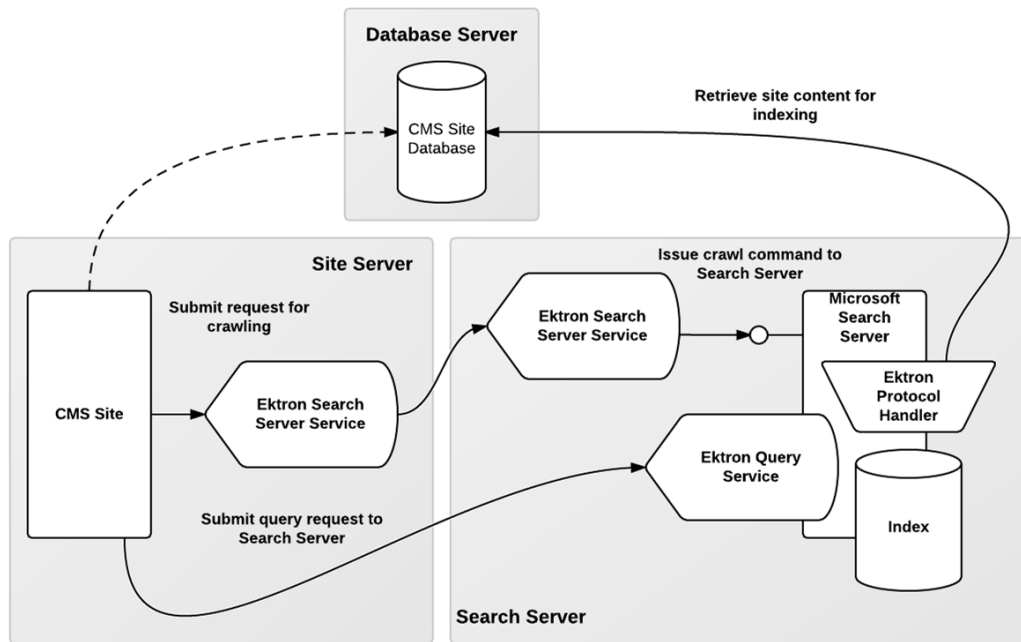 Database Server
CMS Site
Database
Retrieve site content for
indexing
Site Server
Submit request for
crawling
CMS Site
Ektron Search
Server Service
Submit query request to
Search Server
Issue crawl command to
Search Server
Ektron Search
Server Service
Microsoft
Search
Server
Ektron
Protocol
Handler
Ektron Query
Service
Index
Search Server